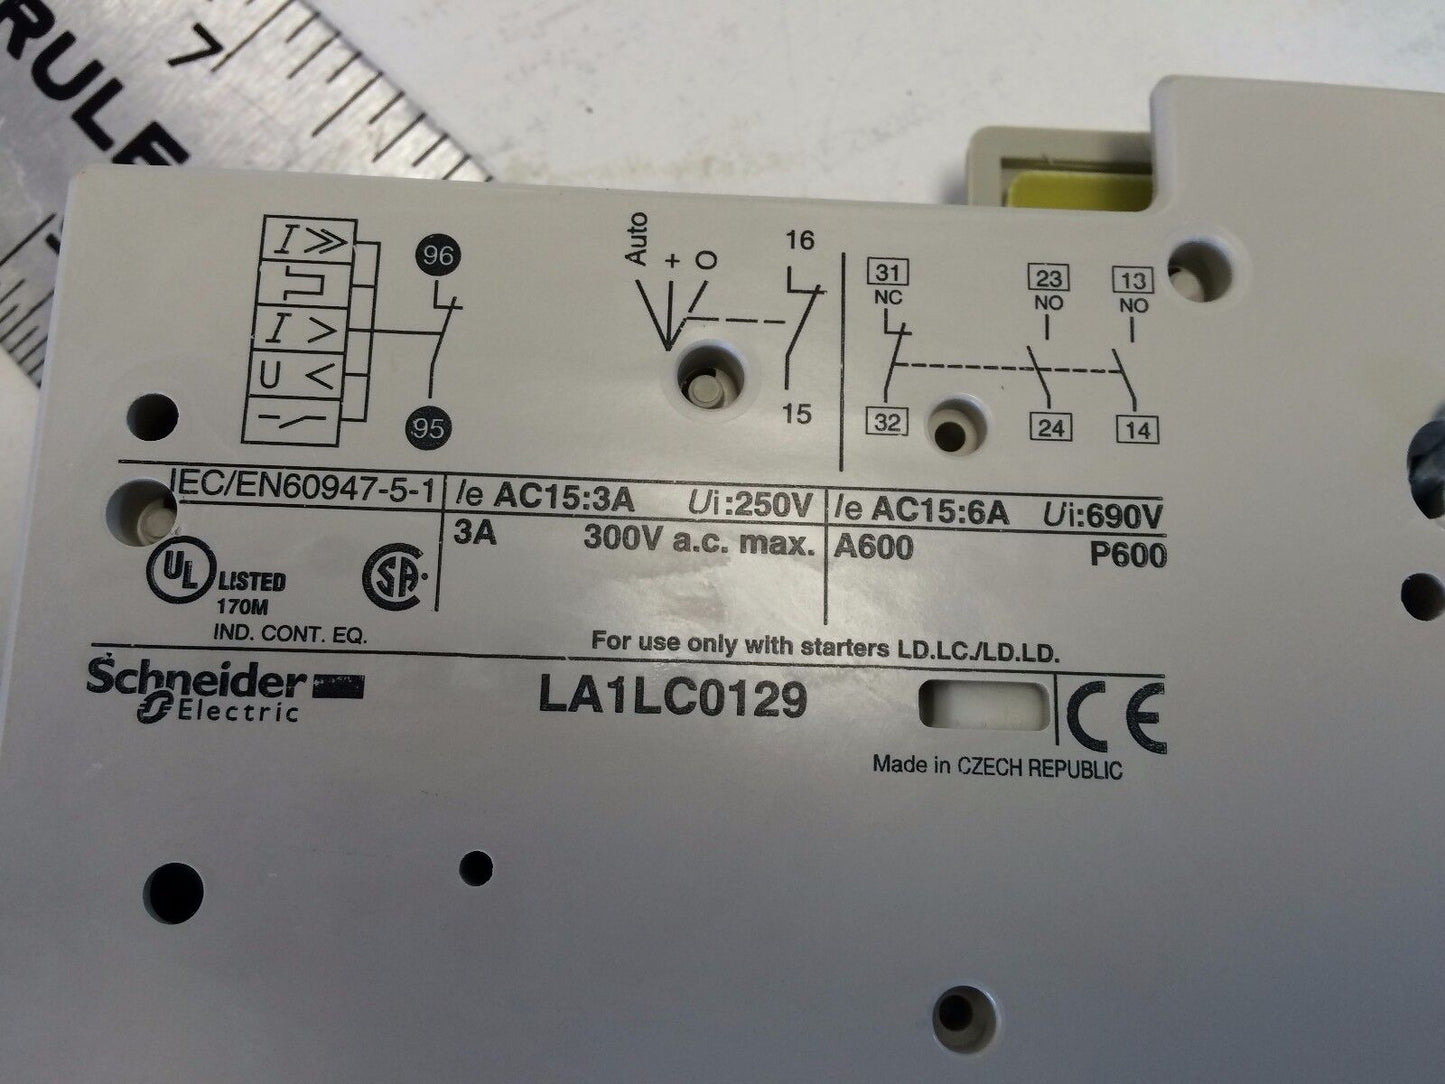 RULE
7
96
95
Auto
+
O
16
15
31
NC
32
23
NO
24
13
NO
14
I >>
I >
U <
IEC/EN60947-5-1
Ie AC15:3A Ui:250V
Ie AC15:6A Ui:690V
3A 300V a.c. max.
A600 P600
UL LISTED
170M
IND. CONT. EQ.
SA
For use only with starters LD.LC./LD.LD.
Schneider
Electric
LA1LC0129
CE
Made in CZECH REPUBLIC